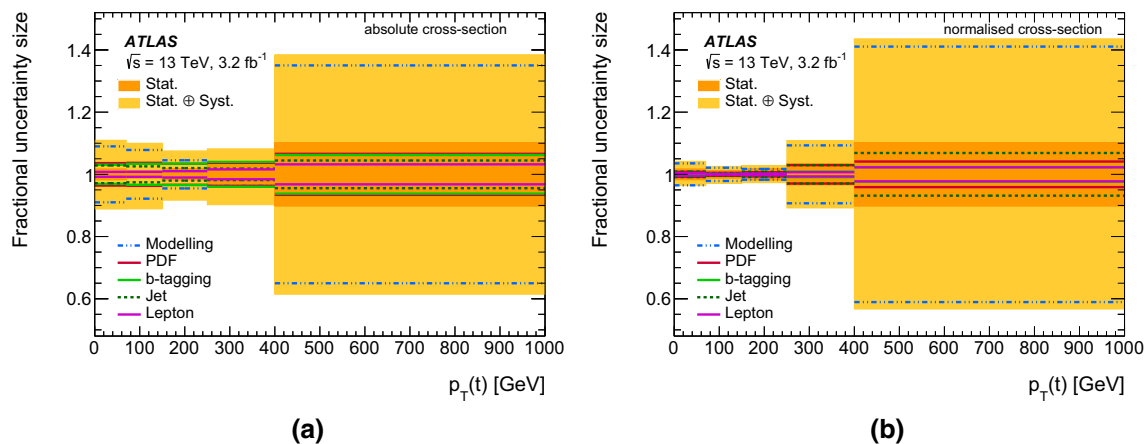 Fractional uncertainty size
ATLAS
absolute cross-section
√s = 13 TeV, 3.2 fb⁻¹
Stat.
Stat. ⊕ Syst.
1.4
1.2
1
0.8
0.6
Modelling
PDF
b-tagging
Jet
Lepton
0 100 200 300 400 500 600 700 800 900 1000
p_T(t) [GeV]
(a)
Fractional uncertainty size
ATLAS
normalised cross-section
√s = 13 TeV, 3.2 fb⁻¹
Stat.
Stat. ⊕ Syst.
1.4
1.2
1
0.8
0.6
Modelling
PDF
b-tagging
Jet
Lepton
0 100 200 300 400 500 600 700 800 900 1000
p_T(t) [GeV]
(b)